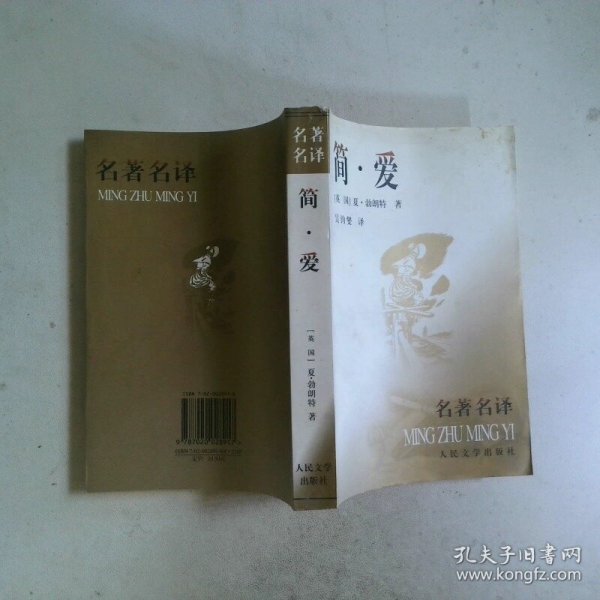 名著名译
MING ZHU MING YI
名著
名译
简·爱
[英 国] 夏·勃朗特 著
人民文学
出版社
简·爱
[英 国] 夏·勃朗特 著
吴钧燮 译
名著名译
MING ZHU MING YI
人民文学出版社
孔夫子旧书网
www.kongfz.com